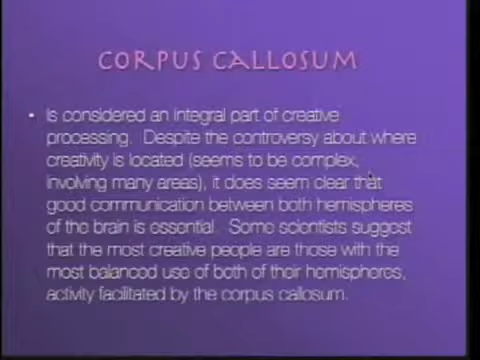 CORPUS CALLOSUM
• Is considered an integral part of creative
processing. Despite the controversy about where
creativity is located (seems to be complex,
involving many areas), it does seem clear that
good communication between both hemispheres
of the brain is essential. Some scientists suggest
that the most creative people are those with the
most balanced use of both of their hemispheres,
activity facilitated by the corpus callosum.